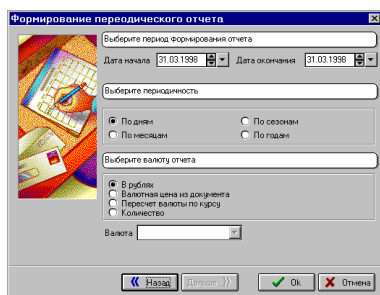 Формирование переодического отчета
Выберите период формирования отчета
Дата начала 31.03.1998 Дата окончания 31.03.1998
Выберите периодичность
По дням По сезонам
По месяцам По годам
Выберите валюту отчета
В рублях
Валютная цена из документа
Пересчет валюты по курсу
Количество
Валюта
Назад Дальше Ok Отмена